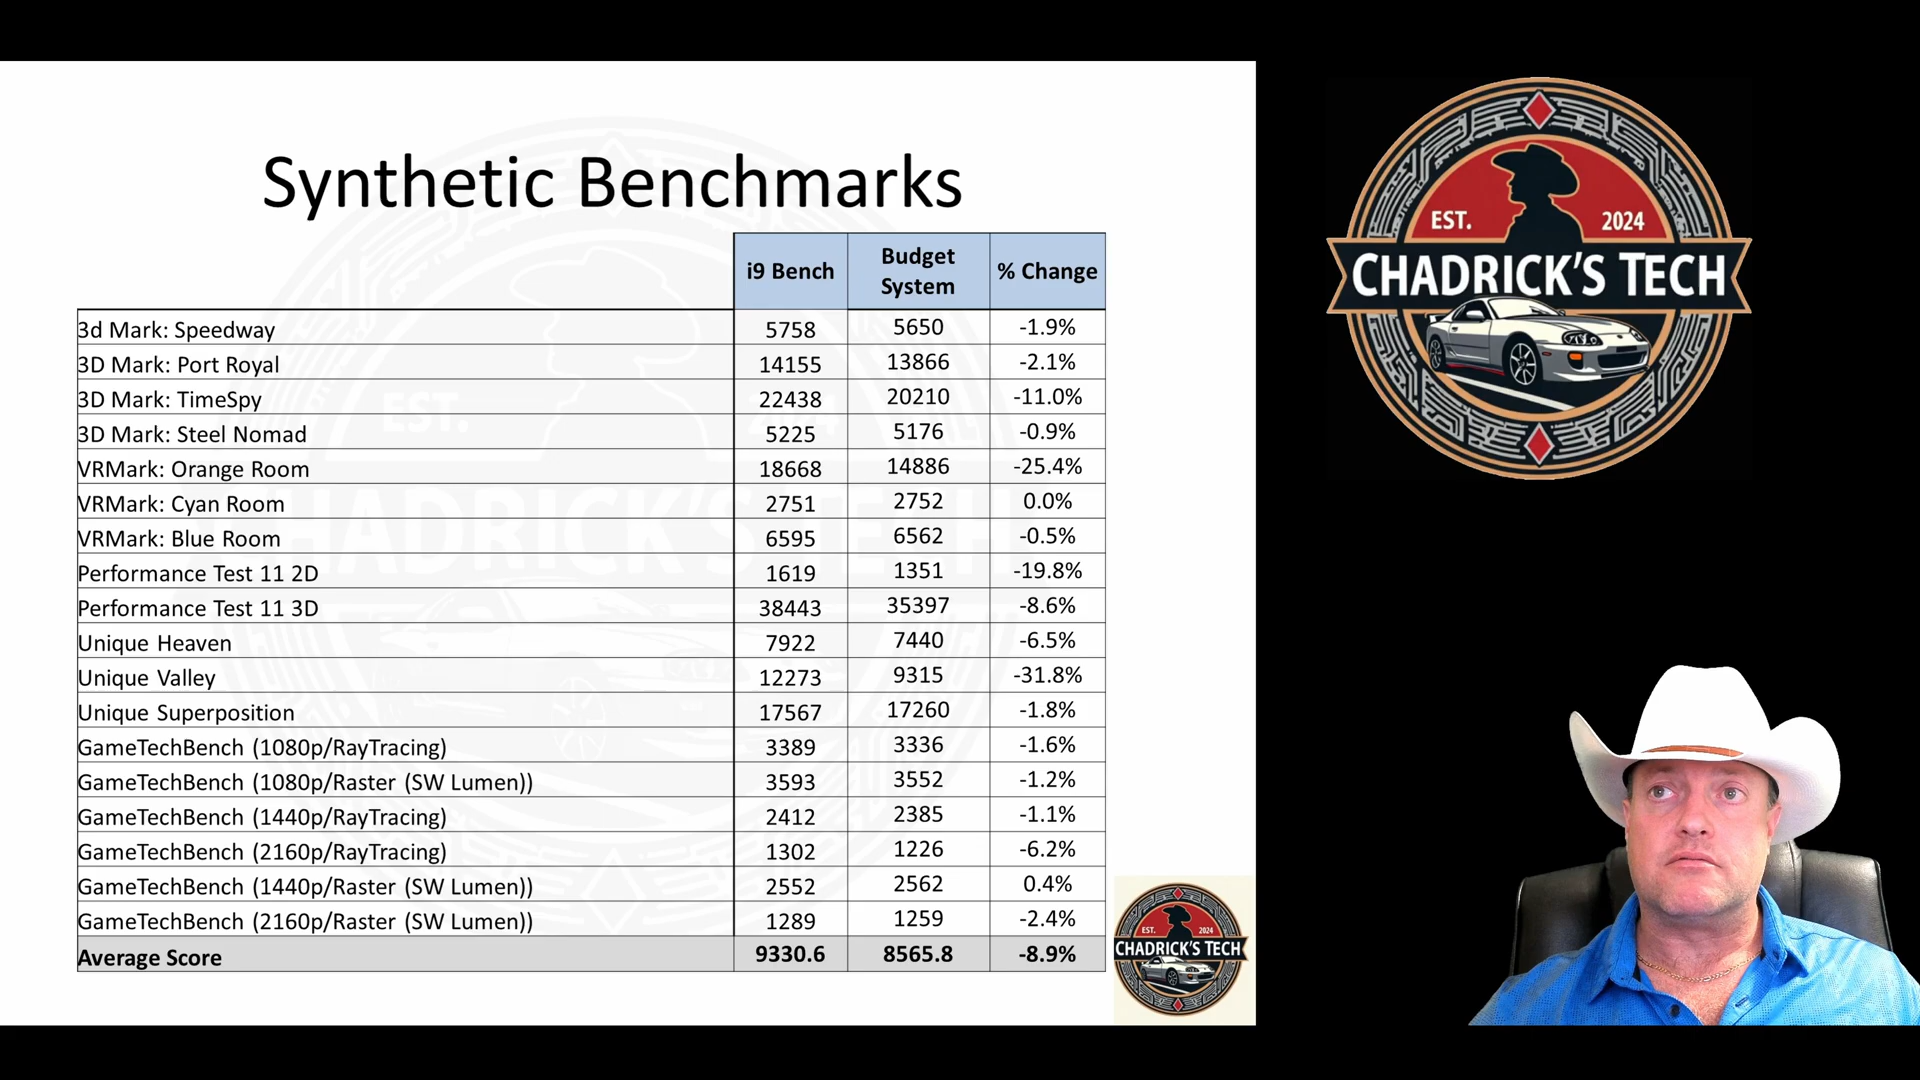 Synthetic Benchmarks
i9 Bench Budget System % Change
3d Mark: Speedway 5758 5650 -1.9%
3D Mark: Port Royal 14155 13866 -2.1%
3D Mark: TimeSpy 22438 20210 -11.0%
3D Mark: Steel Nomad 5225 5176 -0.9%
VRMark: Orange Room 18668 14886 -25.4%
VRMark: Cyan Room 2751 2752 0.0%
VRMark: Blue Room 6595 6562 -0.5%
Performance Test 11 2D 1619 1351 -19.8%
Performance Test 11 3D 38443 35397 -8.6%
Unique Heaven 7922 7440 -6.5%
Unique Valley 12273 9315 -31.8%
Unique Superposition 17567 17260 -1.8%
GameTechBench (1080p/RayTracing) 3389 3336 -1.6%
GameTechBench (1080p/Raster (SW Lumen)) 3593 3552 -1.2%
GameTechBench (1440p/RayTracing) 2412 2385 -1.1%
GameTechBench (2160p/RayTracing) 1302 1226 -6.2%
GameTechBench (1440p/Raster (SW Lumen)) 2552 2562 0.4%
GameTechBench (2160p/Raster (SW Lumen)) 1289 1259 -2.4%
Average Score 9330.6 8565.8 -8.9%
EST. 2024
CHADRICK'S TECH
EST. 2024
CHADRICK'S TECH